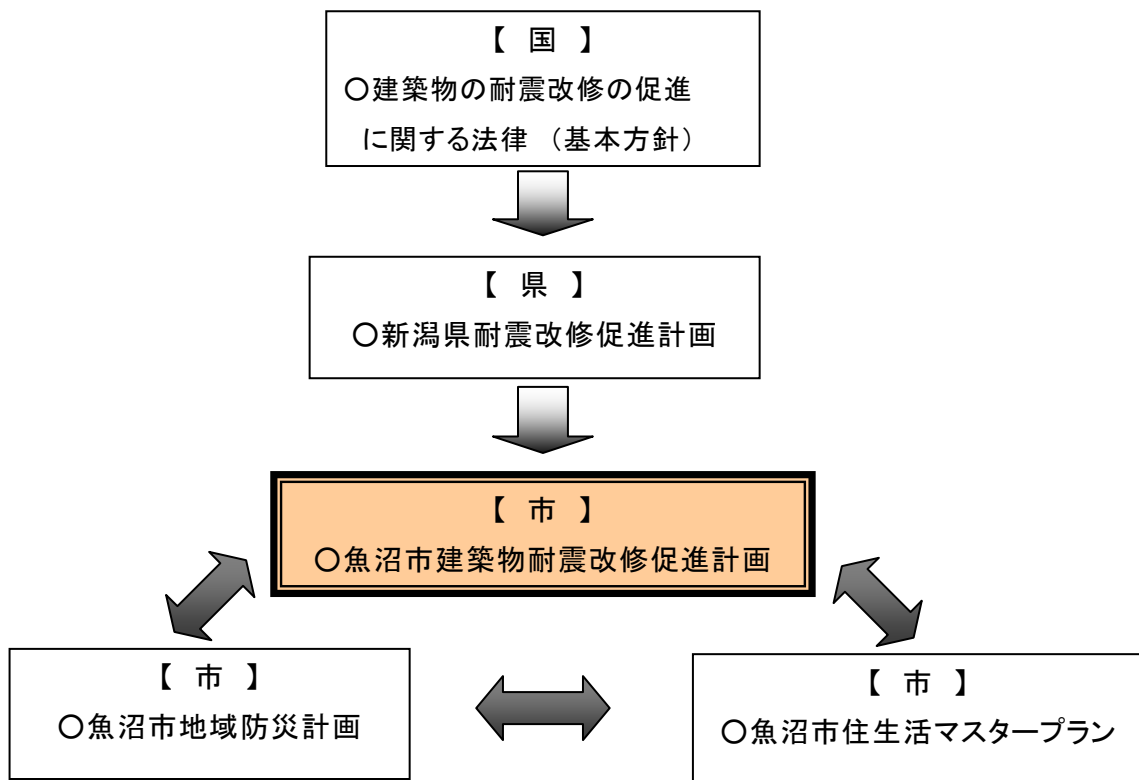 【 国 】
○建築物の耐震改修の促進
に関する法律 （基本方針）
【 県 】
○新潟県耐震改修促進計画
【 市 】
○魚沼市建築物耐震改修促進計画
【 市 】
○魚沼市地域防災計画
【 市 】
○魚沼市住生活マスタープラン